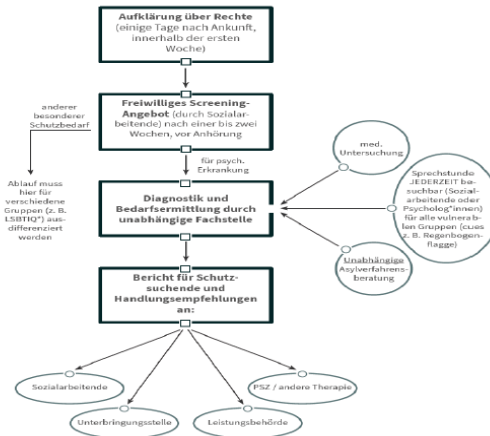 Aufklärung über Rechte
(einige Tage nach Ankunft,
innerhalb der ersten
Woche)
anderer
besonderer
Schutzbedarf
Freiwilliges Screening-
Angebot (durch Sozialar-
beitende) nach einer bis zwei
Wochen, vor Anhörung
für psych.
Erkrankung
Ablauf muss
hier für
verschiedene
Gruppen (z. B.
LSBTIQ*) aus-
differenziert
werden
Diagnostik und
Bedarfsermittlung durch
unabhängige Fachstelle
med.
Untersuchung
Sprechstunde
JEDERZEIT be-
suchbar (Sozial-
arbeitende oder
Psycholog*innen)
für alle vulnerab-
len Gruppen (cues
z. B. Regenbogen-
flagge)
Unabhängige
Asylverfahrens-
beratung
Bericht für Schutz-
suchende und
Handlungsempfehlungen
an:
Sozialarbeitende
PSZ / andere Therapie
Unterbringungsstelle
Leistungsbehörde